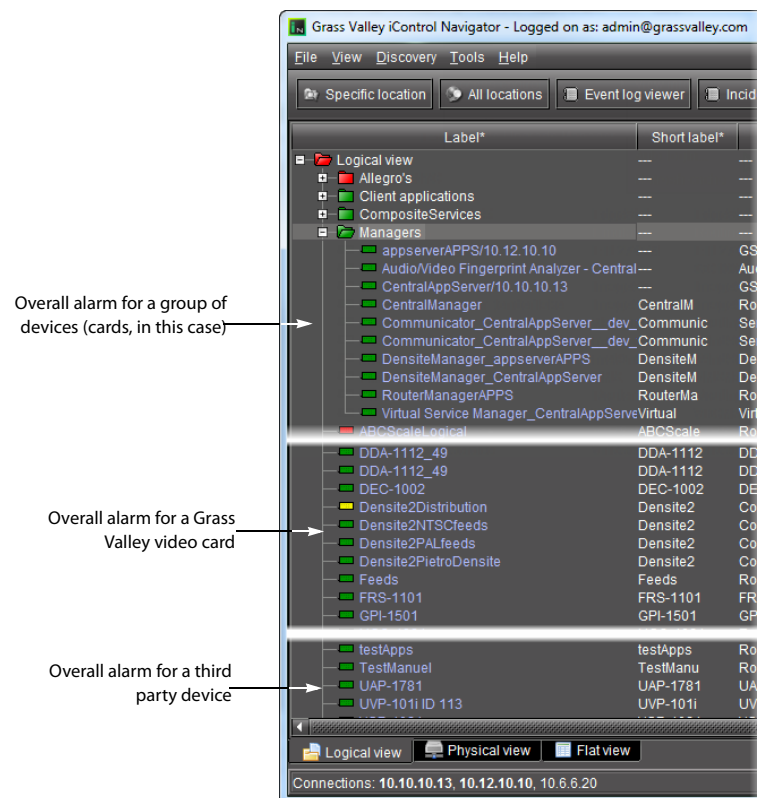 Grass Valley iControl Navigator - Logged on as: admin@grassvalley.com
File View Discovery Tools Help
Specific location All locations Event log viewer Incid
Label* Short label*
Logical view --- ---
Allegro's --- ---
Client applications --- ---
CompositeServices --- ---
Managers --- ---
appserverAPPS/10.12.10.10 --- GS
Audio/Video Fingerprint Analyzer - Central --- Au
CentralAppServer/10.10.10.13 --- GS
CentralManager CentralM Ro
Communicator_CentralAppServer__dev_ Communic Se
Communicator_CentralAppServer__dev_ Communic Se
DensiteManager_appserverAPPS DensiteM De
DensiteManager_CentralAppServer DensiteM De
RouterManagerAPPS RouterMa Ro
Virtual Service Manager_CentralAppServe Virtual Virt
ABCScaleLogical ABCScale Ro
DDA-1112_49 DDA-1112 DD
DDA-1112_49 DDA-1112 DD
DEC-1002 DEC-1002 DE
Densite2Distribution Densite2 Co
Densite2NTSCfeeds Densite2 Co
Densite2PALfeeds Densite2 Co
Densite2PietroDensite Densite2 Co
Feeds Feeds Ro
FRS-1101 FRS-1101 FR
GPI-1501 GPI-1501 GP
testApps testApps Ro
TestManuel TestManu Ro
UAP-1781 UAP-1781 UA
UVP-101i ID 113 UVP-101i UV
Logical view Physical view Flat view
Connections: 10.10.10.13, 10.12.10.10, 10.6.6.20
Overall alarm for a group of
devices (cards, in this case)
Overall alarm for a Grass
Valley video card
Overall alarm for a third
party device